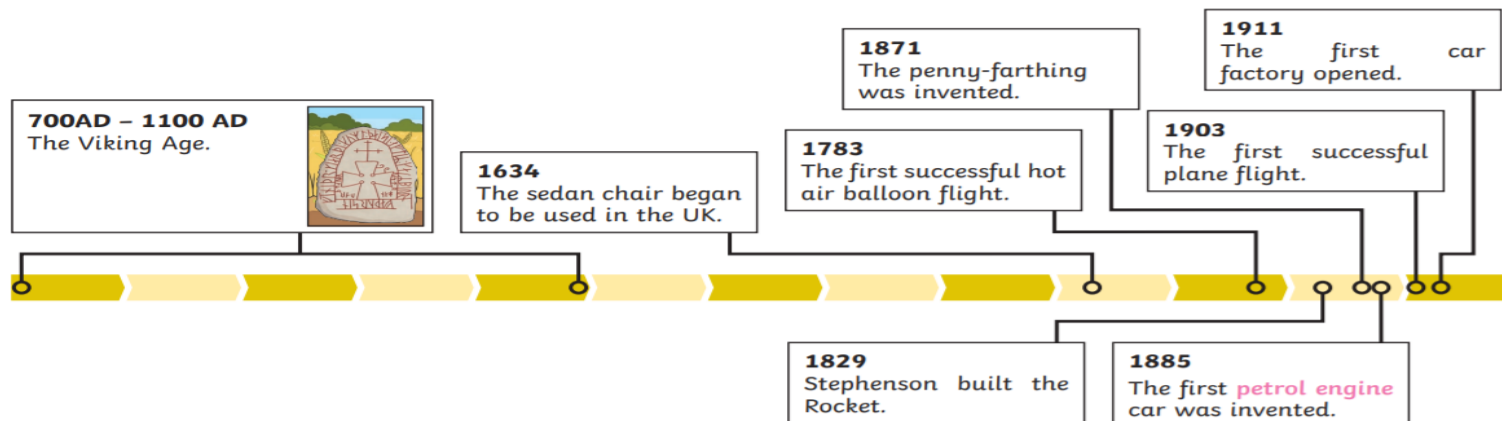 700AD – 1100 AD
The Viking Age.
1634
The sedan chair began
to be used in the UK.
1783
The first successful hot
air balloon flight.
1871
The penny-farthing
was invented.
1903
The first successful
plane flight.
1911
The first car
factory opened.
1829
Stephenson built the
Rocket.
1885
The first petrol engine
car was invented.